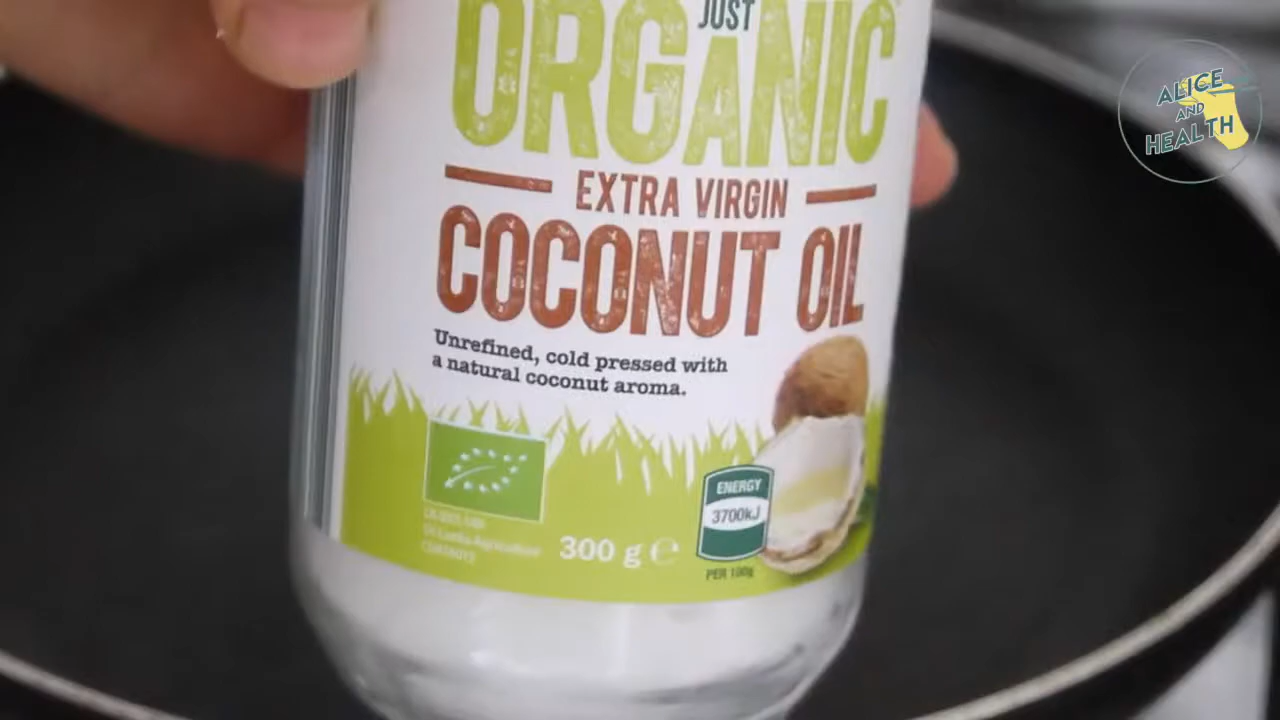 JUST
ORGANIC
EXTRA VIRGIN
COCONUT OIL
Unrefined, cold pressed with
a natural coconut aroma.
ENERGY
3700kJ
PER 100g
300 g e
ALICE
AND
HEALTH